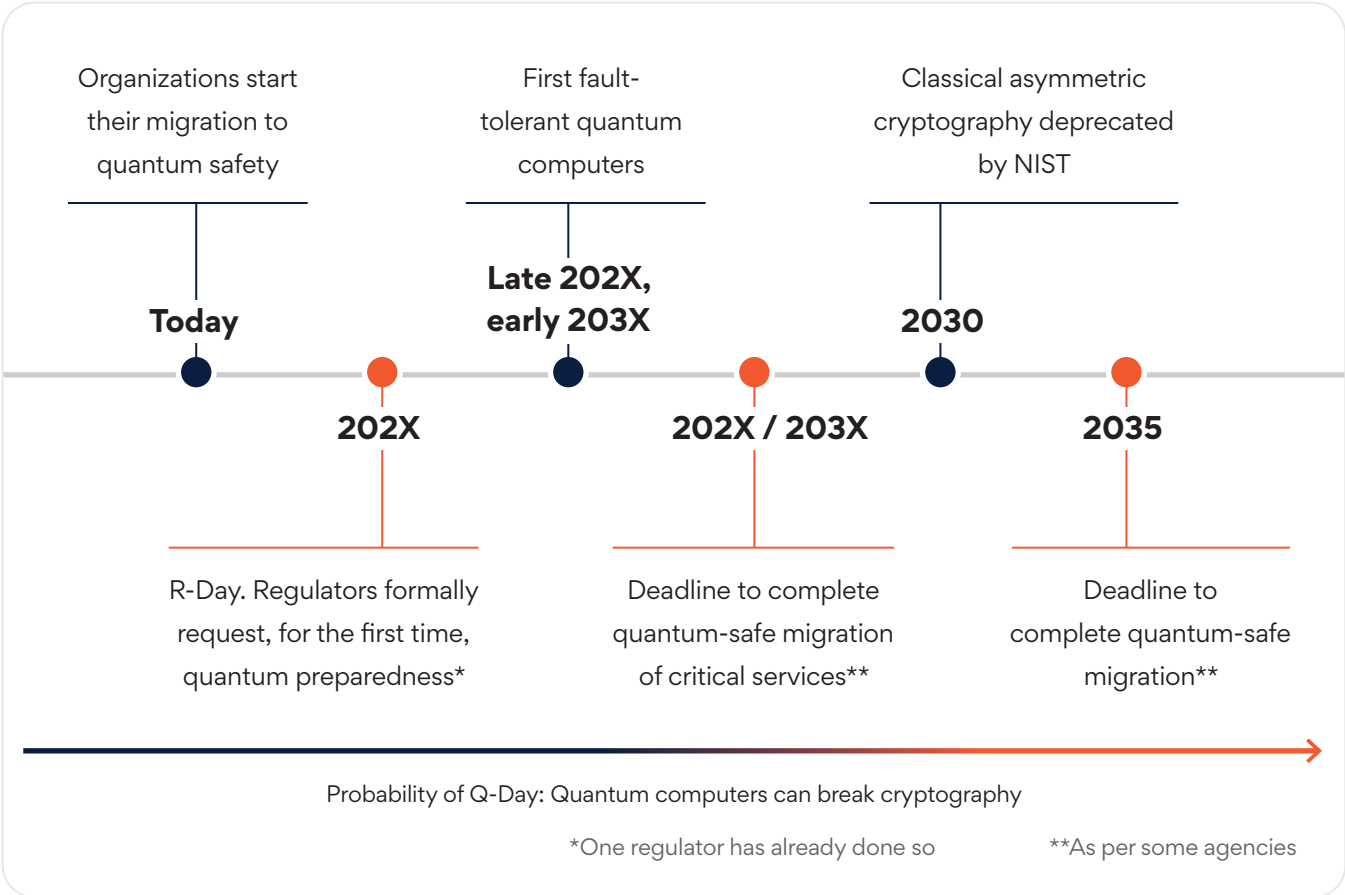 Organizations start
their migration to
quantum safety
Today
202X
R-Day. Regulators formally
request, for the first time,
quantum preparedness*
First fault-
tolerant quantum
computers
Late 202X,
early 203X
202X / 203X
Deadline to complete
quantum-safe migration
of critical services**
Classical asymmetric
cryptography deprecated
by NIST
2030
2035
Deadline to
complete quantum-safe
migration**
Probability of Q-Day: Quantum computers can break cryptography
*One regulator has already done so
**As per some agencies